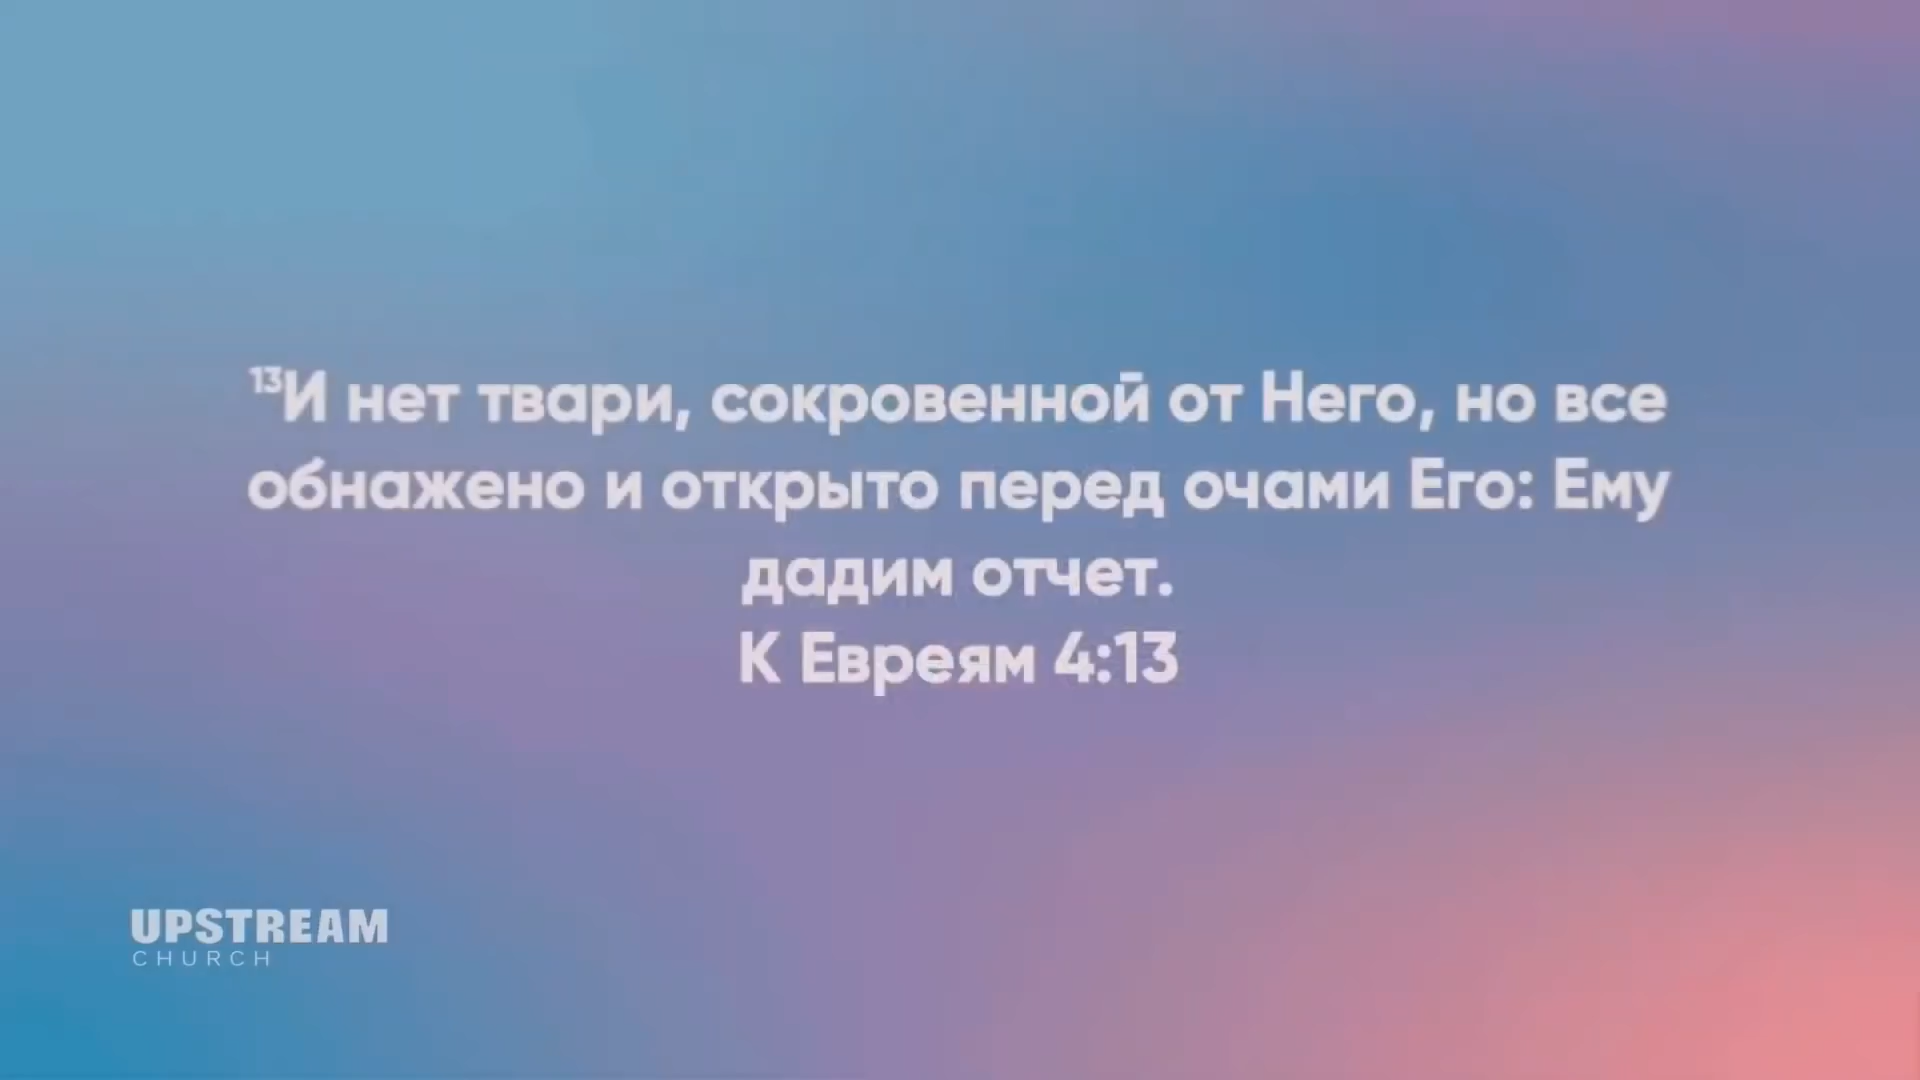 ¹³И нет твари, сокровенной от Него, но все
обнажено и открыто перед очами Его: Ему
дадим отчет.
К Евреям 4:13
UPSTREAM
CHURCH